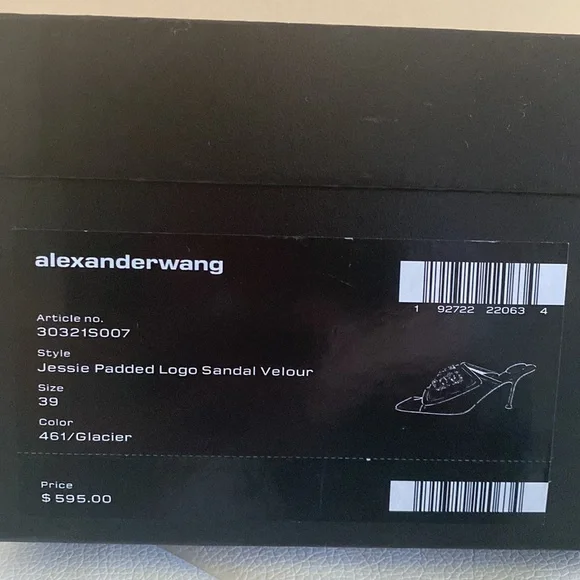 alexanderwang
1 92722 22063 4
Article no.
30321S007
Style
Jessie Padded Logo Sandal Velour
Size
39
Color
461/Glacier
Price
$595.00